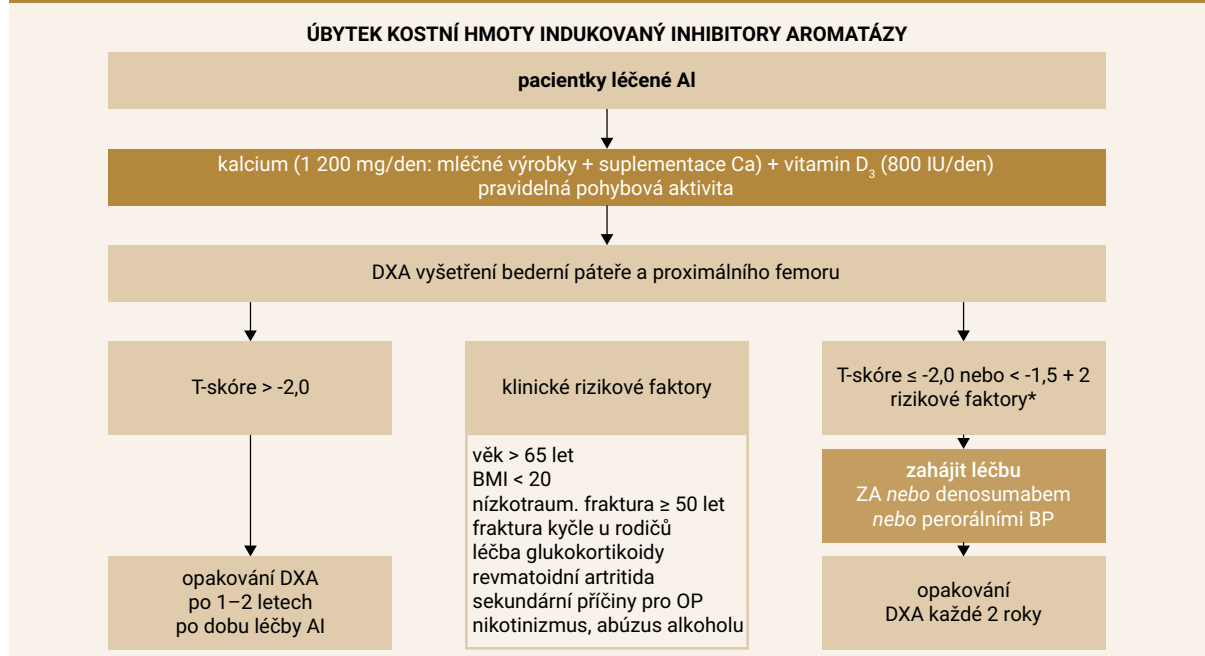 ÚBYTEK KOSTNÍ HMOTY INDUKOVANÝ INHIBITORY AROMATÁZY
pacientky léčené AI
kalcium (1 200 mg/den: mléčné výrobky + suplementace Ca) + vitamin D₃ (800 IU/den)
pravidelná pohybová aktivita
DXA vyšetření bederní páteře a proximálního femoru
T-skóre > -2,0
opakování DXA
po 1–2 letech
po dobu léčby AI
klinické rizikové faktory
věk > 65 let
BMI < 20
nízkotraum. fraktura ≥ 50 let
fraktura kyčle u rodičů
léčba glukokortikoidy
revmatoidní artritida
sekundární příčiny pro OP
nikotinizmus, abúzus alkoholu
T-skóre ≤ -2,0 nebo < -1,5 + 2
rizikové faktory*
zahájit léčbu
ZA nebo denosumabem
nebo perorálními BP
opakování
DXA každé 2 roky